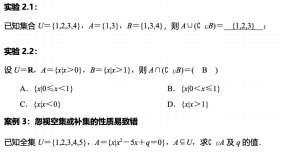 实验 2.1：
已知集合 U={1,2,3,4}，A={1,3}，B={1,3,4}，则 A∪(∁UB)= {1,2,3} ；
实验 2.2：
设 U=R，A={x|x>0}，B={x|x>1}，则 A∩(∁UB)=( B )
A．{x|0≤x<1} B．{x|0<x≤1}
C．{x|x<0} D．{x|x>1}
案例 3：忽视空集或补集的性质易致错
已知全集 U={1,2,3,4,5}，A={x|x²－5x+q=0}，A⊆U，求∁UA 及 q 的值．